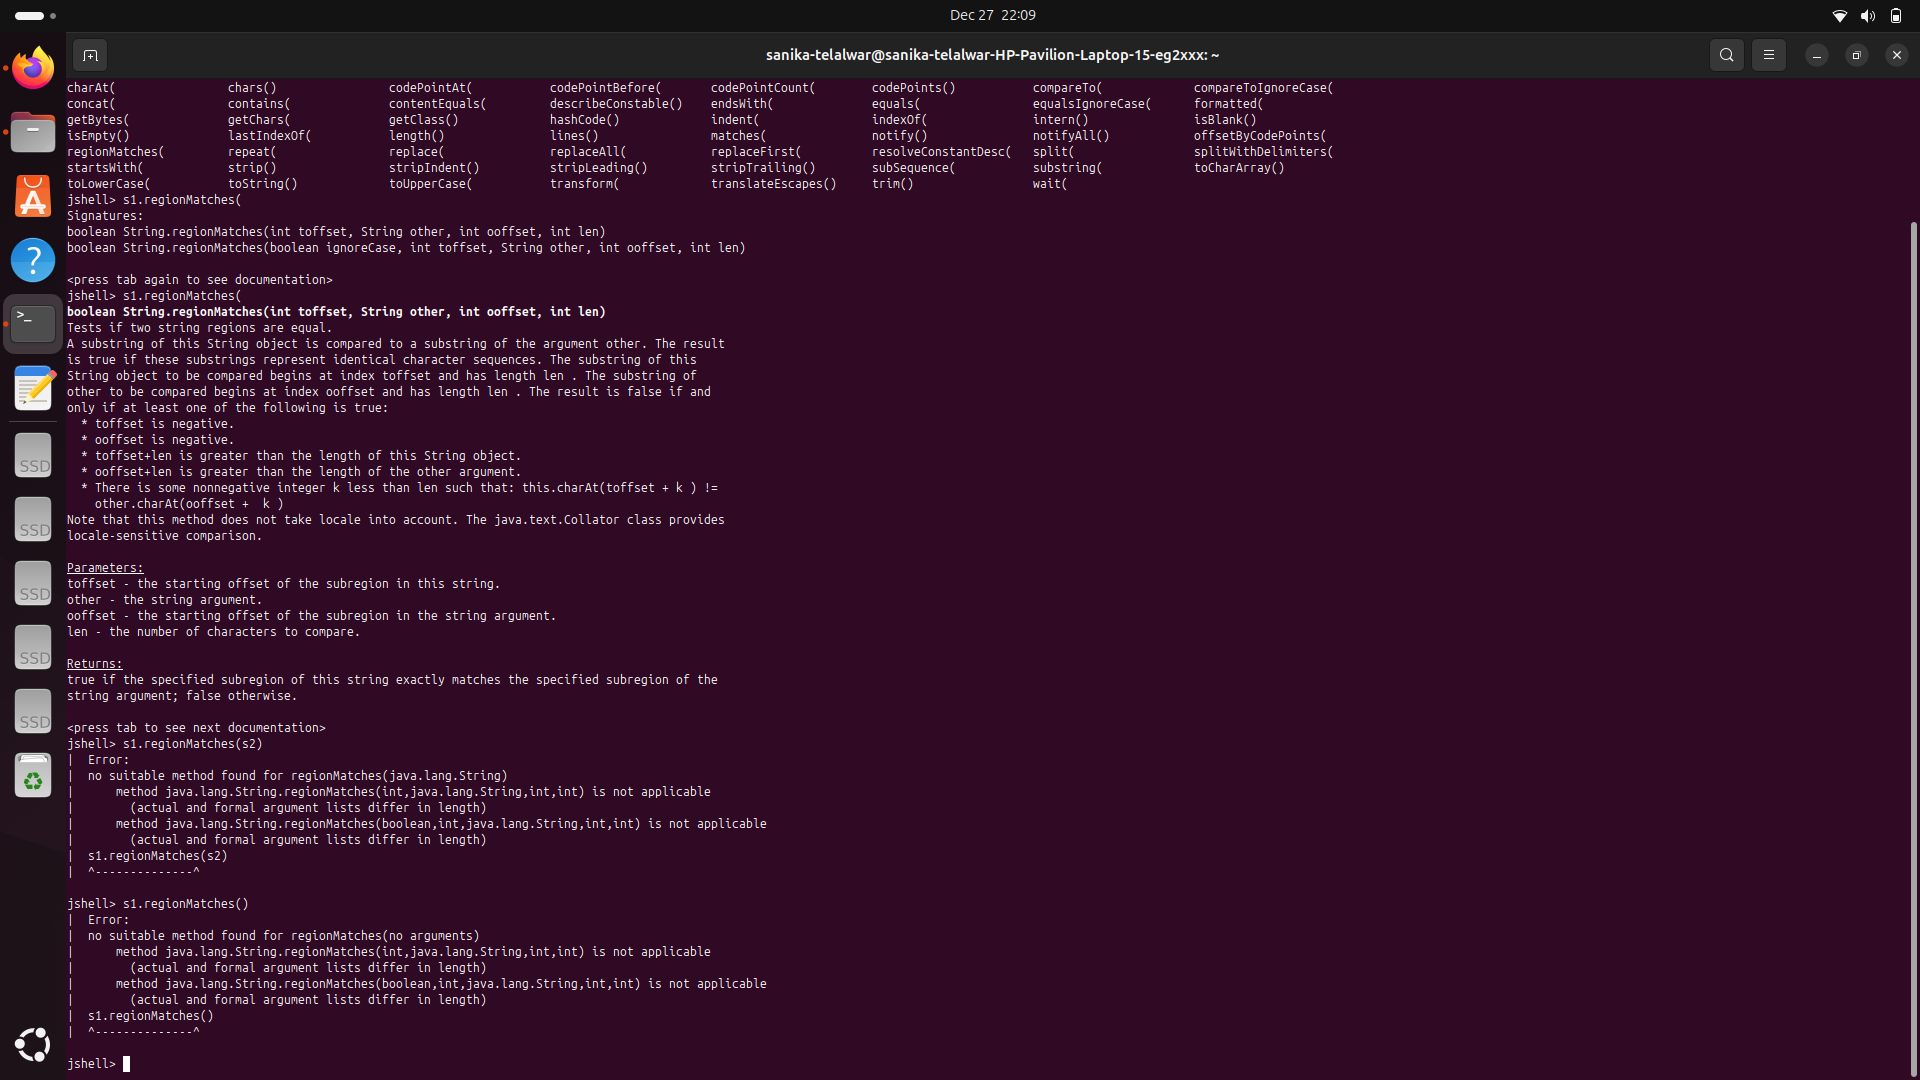 Dec 27  22:09
sanika-telalwar@sanika-telalwar-HP-Pavilion-Laptop-15-eg2xxx: ~
charAt(                chars()                codePointAt(           codePointBefore(       codePointCount(        codePoints()           compareTo(             compareToIgnoreCase(
concat(                contains(              contentEquals(         describeConstable()    endsWith(              equals(                equalsIgnoreCase(      formatted(
getBytes(              getChars(              getClass()             hashCode()             indent(                indexOf(               intern()               isBlank()
isEmpty()              lastIndexOf(           length()               lines()                matches(               notify()               notifyAll()            offsetByCodePoints(
regionMatches(         repeat(                replace(               replaceAll(            replaceFirst(          resolveConstantDesc(   split(                 splitWithDelimiters(
startsWith(            strip()                stripIndent()          stripLeading()         stripTrailing()        subSequence(           substring(             toCharArray()
toLowerCase(           toString()             toUpperCase(           transform(             translateEscapes()     trim()                 wait(
jshell> s1.regionMatches(
Signatures:
boolean String.regionMatches(int toffset, String other, int ooffset, int len)
boolean String.regionMatches(boolean ignoreCase, int toffset, String other, int ooffset, int len)
<press tab again to see documentation>
jshell> s1.regionMatches(
boolean String.regionMatches(int toffset, String other, int ooffset, int len)
Tests if two string regions are equal.
A substring of this String object is compared to a substring of the argument other. The result
is true if these substrings represent identical character sequences. The substring of this
String object to be compared begins at index toffset and has length len . The substring of
other to be compared begins at index ooffset and has length len . The result is false if and
only if at least one of the following is true:
  * toffset is negative.
  * ooffset is negative.
  * toffset+len is greater than the length of this String object.
  * ooffset+len is greater than the length of the other argument.
  * There is some nonnegative integer k less than len such that: this.charAt(toffset + k ) !=
    other.charAt(ooffset +  k )
Note that this method does not take locale into account. The java.text.Collator class provides
locale-sensitive comparison.
Parameters:
toffset - the starting offset of the subregion in this string.
other - the string argument.
ooffset - the starting offset of the subregion in the string argument.
len - the number of characters to compare.
Returns:
true if the specified subregion of this string exactly matches the specified subregion of the
string argument; false otherwise.
<press tab to see next documentation>
jshell> s1.regionMatches(s2)
|  Error:
|  no suitable method found for regionMatches(java.lang.String)
|      method java.lang.String.regionMatches(int,java.lang.String,int,int) is not applicable
|        (actual and formal argument lists differ in length)
|      method java.lang.String.regionMatches(boolean,int,java.lang.String,int,int) is not applicable
|        (actual and formal argument lists differ in length)
|  s1.regionMatches(s2)
|  ^--------------^
jshell> s1.regionMatches()
|  Error:
|  no suitable method found for regionMatches(no arguments)
|      method java.lang.String.regionMatches(int,java.lang.String,int,int) is not applicable
|        (actual and formal argument lists differ in length)
|      method java.lang.String.regionMatches(boolean,int,java.lang.String,int,int) is not applicable
|        (actual and formal argument lists differ in length)
|  s1.regionMatches()
|  ^--------------^
jshell>
SSD
SSD
SSD
SSD
SSD